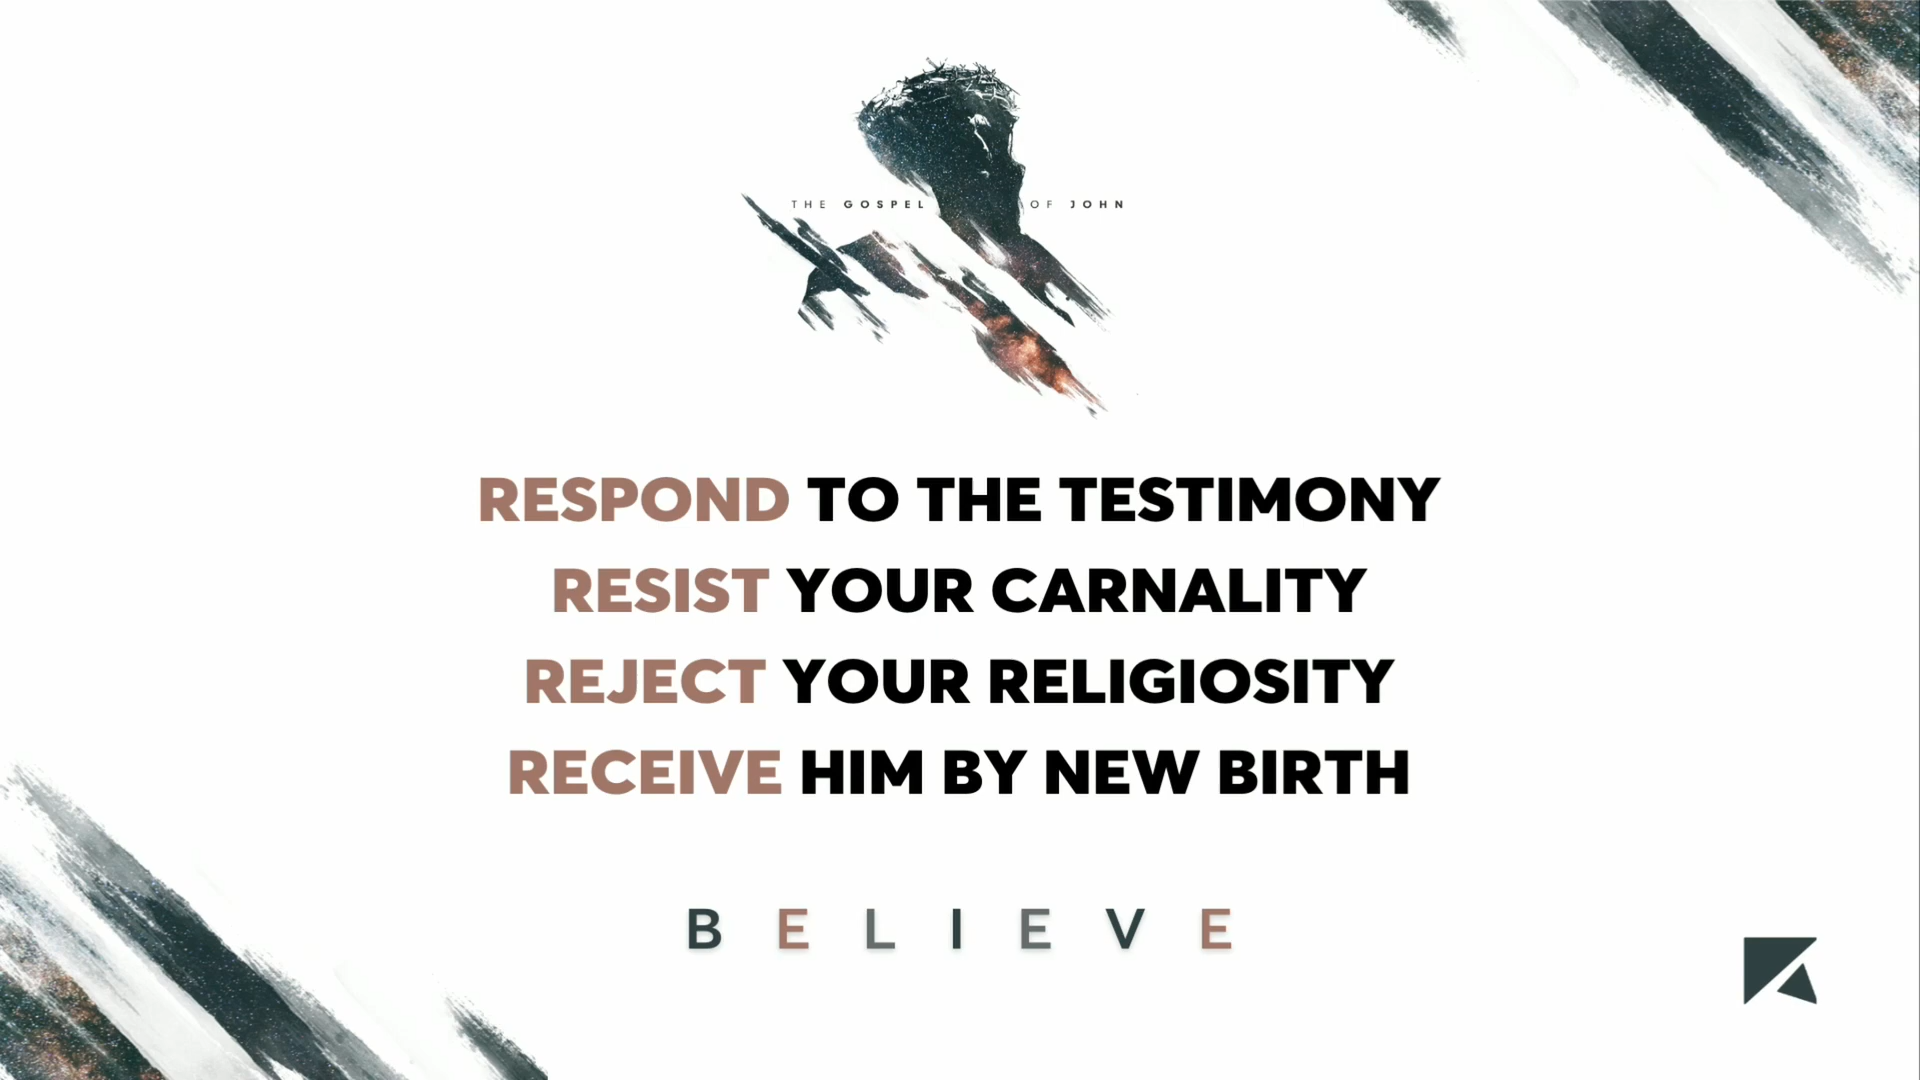 THE GOSPEL OF JOHN
RESPOND TO THE TESTIMONY
RESIST YOUR CARNALITY
REJECT YOUR RELIGIOSITY
RECEIVE HIM BY NEW BIRTH
BELIEVE